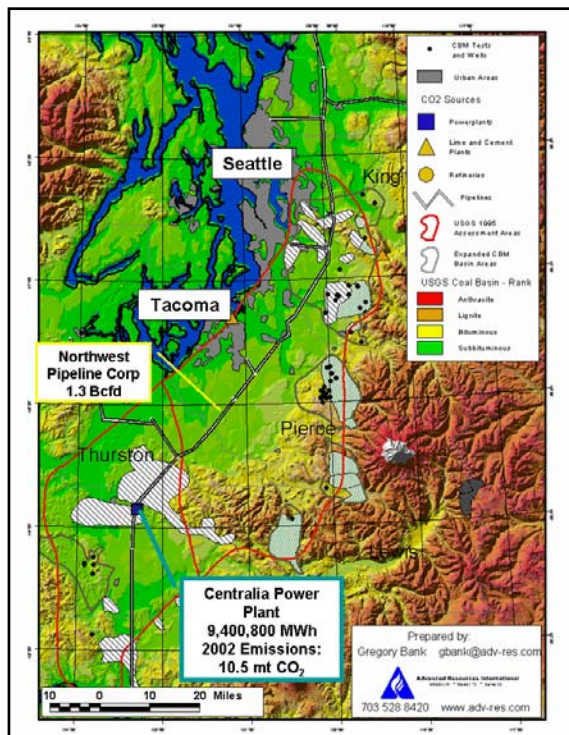 CBM Tests
and Wells
Urban Areas
CO2 Sources
Powerplants
Lime and Cement
Plants
Refineries
Pipelines
USGS 1995
Assessment Areas
Expanded CBM
Basin Areas
USGS Coal Basin - Rank
Anthracite
Lignite
Bituminous
Subbituminous
King
Seattle
Tacoma
Northwest
Pipeline Corp
1.3 Bcfd
Pierce
Thurston
Lewis
Centralia Power
Plant
9,400,800 MWh
2002 Emissions:
10.5 mt CO2
Prepared by:
Gregory Bank gbank@adv-res.com
Advanced Resources International
703 528 8420 www.adv-res.com
10 0 10 20 Miles